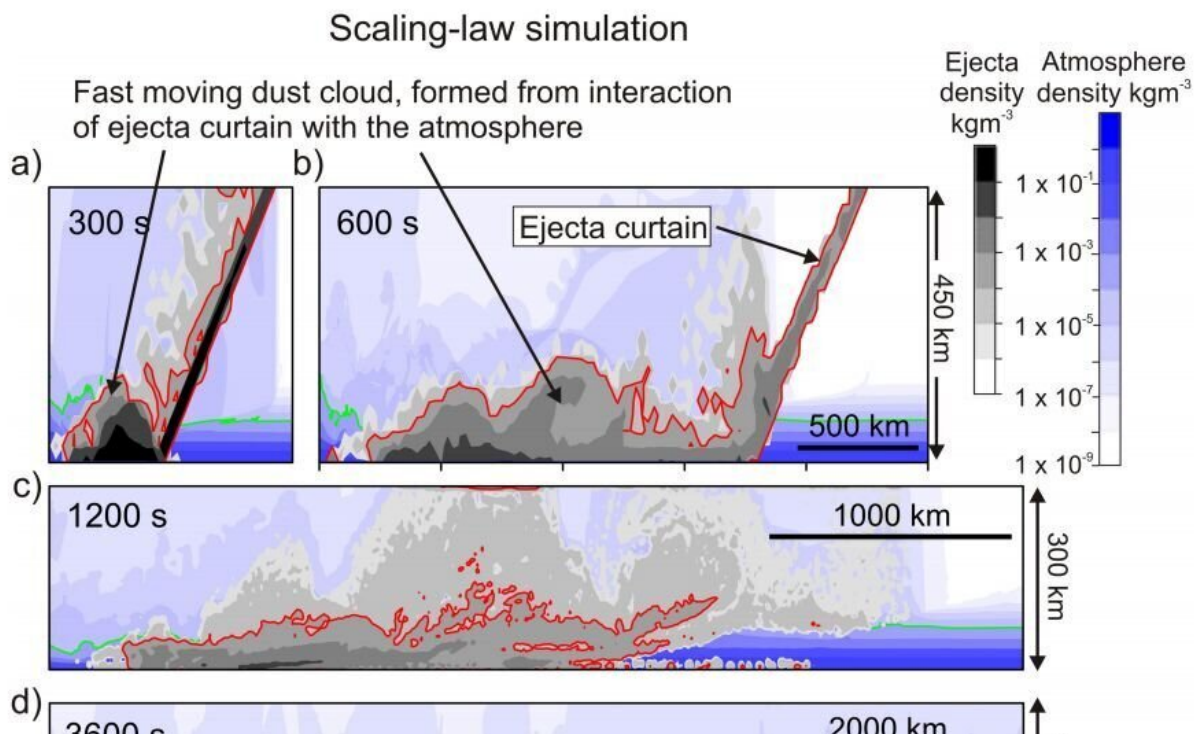 Scaling-law simulation
Fast moving dust cloud, formed from interaction
of ejecta curtain with the atmosphere
Ejecta
density
kgm-3
Atmosphere
density kgm-3
a)
300 s
b)
600 s
Ejecta curtain
500 km
450 km
1 x 10-1
1 x 10-3
1 x 10-5
1 x 10-7
1 x 10-9
c)
1200 s
1000 km
300 km
d)
3600 s
2000 km